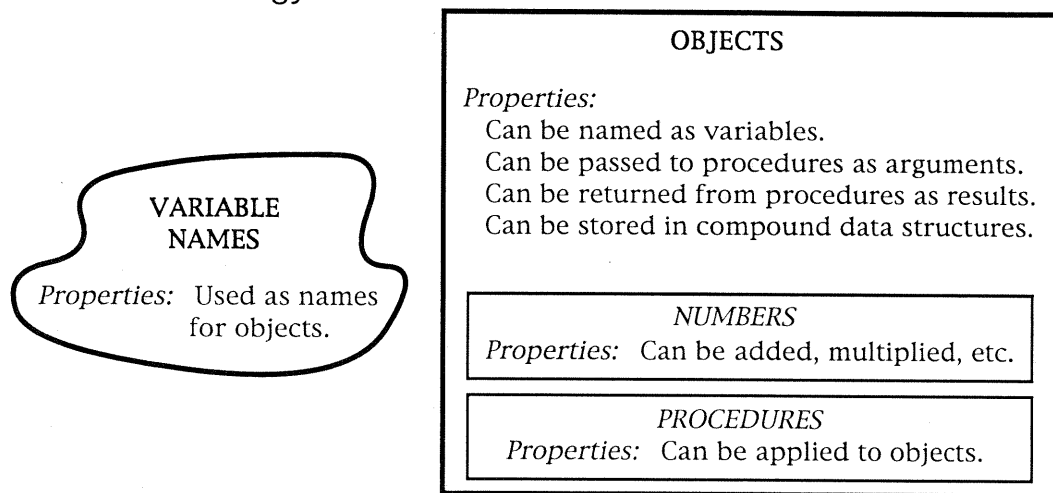 VARIABLE
NAMES
Properties: Used as names
for objects.
OBJECTS
Properties:
Can be named as variables.
Can be passed to procedures as arguments.
Can be returned from procedures as results.
Can be stored in compound data structures.
NUMBERS
Properties: Can be added, multiplied, etc.
PROCEDURES
Properties: Can be applied to objects.